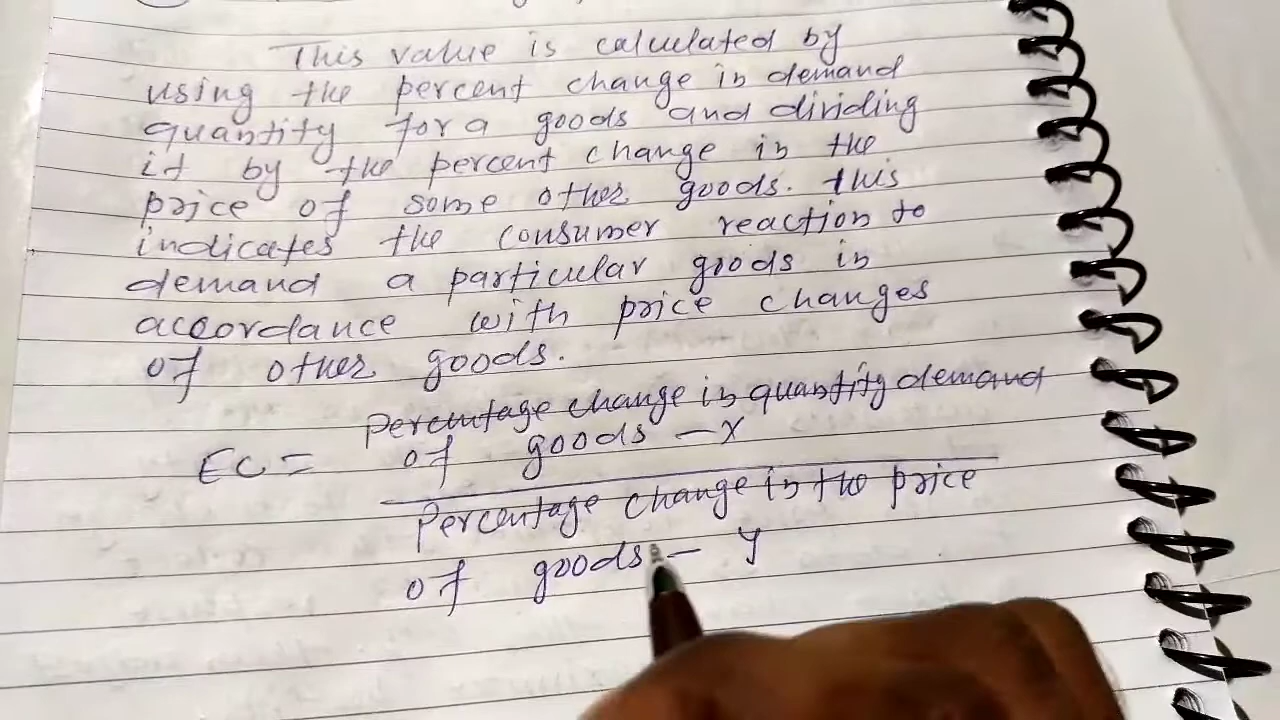 This value is calculated by
using the percent change in demand
quantity for a goods and dividing
it by the percent change in the
price of some other goods. this
indicates the consumer reaction to
demand a particular goods in
accordance with price changes
of other goods.
Percentage change in quantity demand
EC = of goods - X
Percentage change in the price
of goods - Y